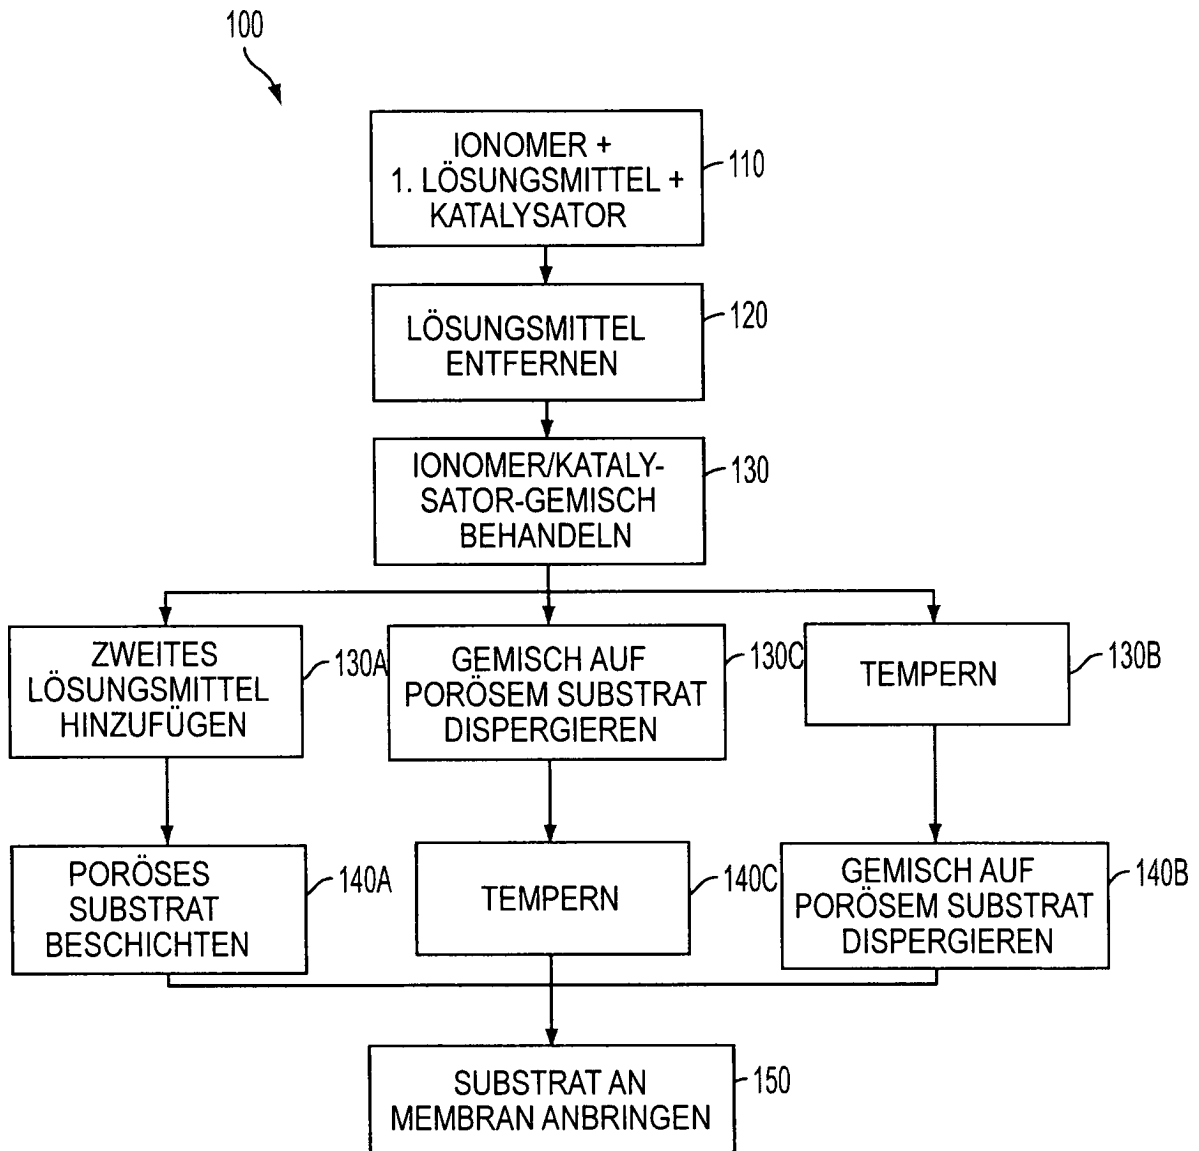 100
IONOMER +
1. LÖSUNGSMITTEL +
KATALYSATOR
110
LÖSUNGSMITTEL
ENTFERNEN
120
IONOMER/KATALY-
SATOR-GEMISCH
BEHANDELN
130
ZWEITES
LÖSUNGSMITTEL
HINZUFÜGEN
130A
GEMISCH AUF
PORÖSEM SUBSTRAT
DISPERGIEREN
130C
TEMPERN
130B
PORÖSES
SUBSTRAT
BESCHICHTEN
140A
TEMPERN
140C
GEMISCH AUF
PORÖSEM SUBSTRAT
DISPERGIEREN
140B
SUBSTRAT AN
MEMBRAN ANBRINGEN
150